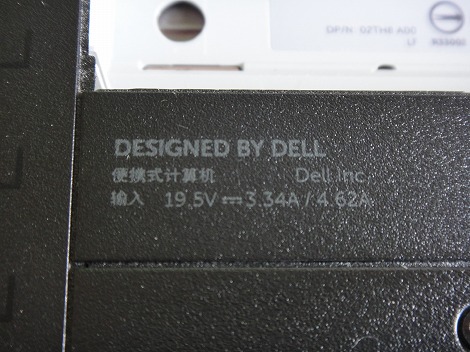 DP/N 02TH6 A00
DESIGNED BY DELL
便携式计算机 Dell Inc.
输入 19.5V⎓3.34A / 4.62A